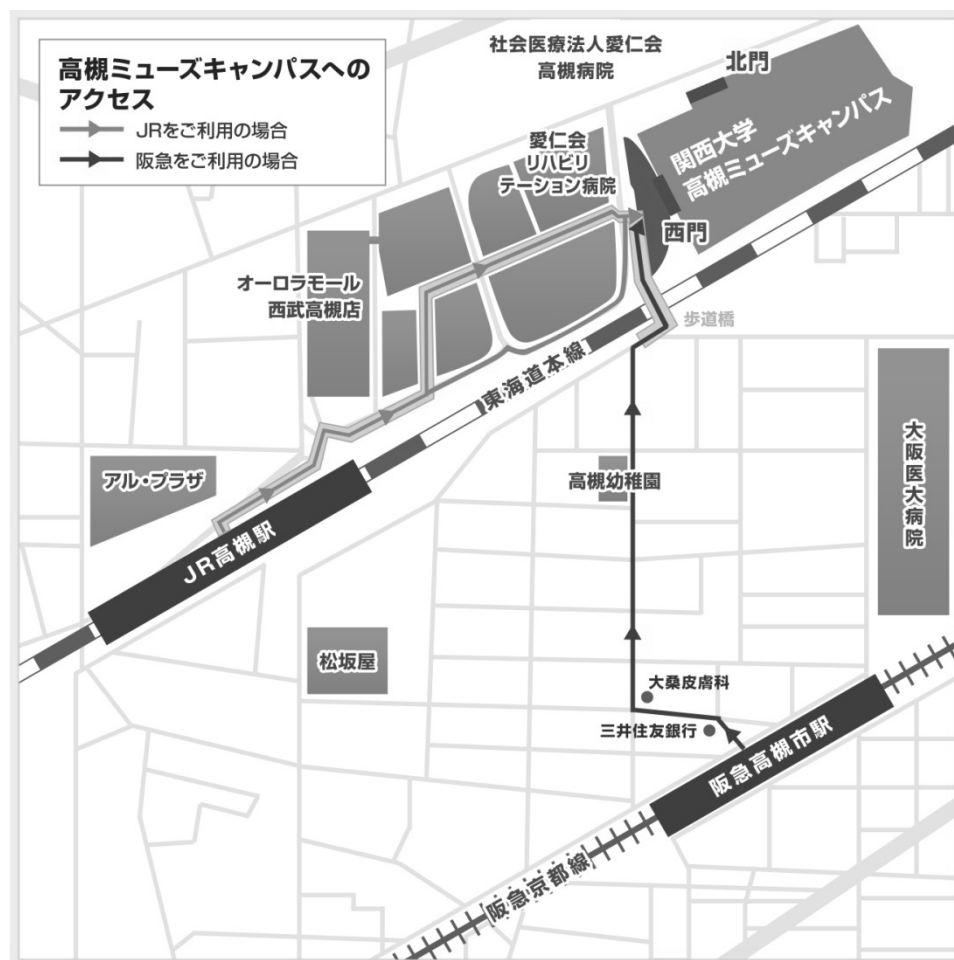 高槻ミューズキャンパスへの
アクセス
JRをご利用の場合
阪急をご利用の場合
社会医療法人愛仁会
高槻病院
北門
関西大学
高槻ミューズキャンパス
愛仁会
リハビリ
テーション病院
西門
オーロラモール
西武高槻店
歩道橋
東海道本線
大阪医大病院
アル・プラザ
高槻幼稚園
JR高槻駅
松坂屋
大桑皮膚科
三井住友銀行
阪急高槻市駅
阪急京都線